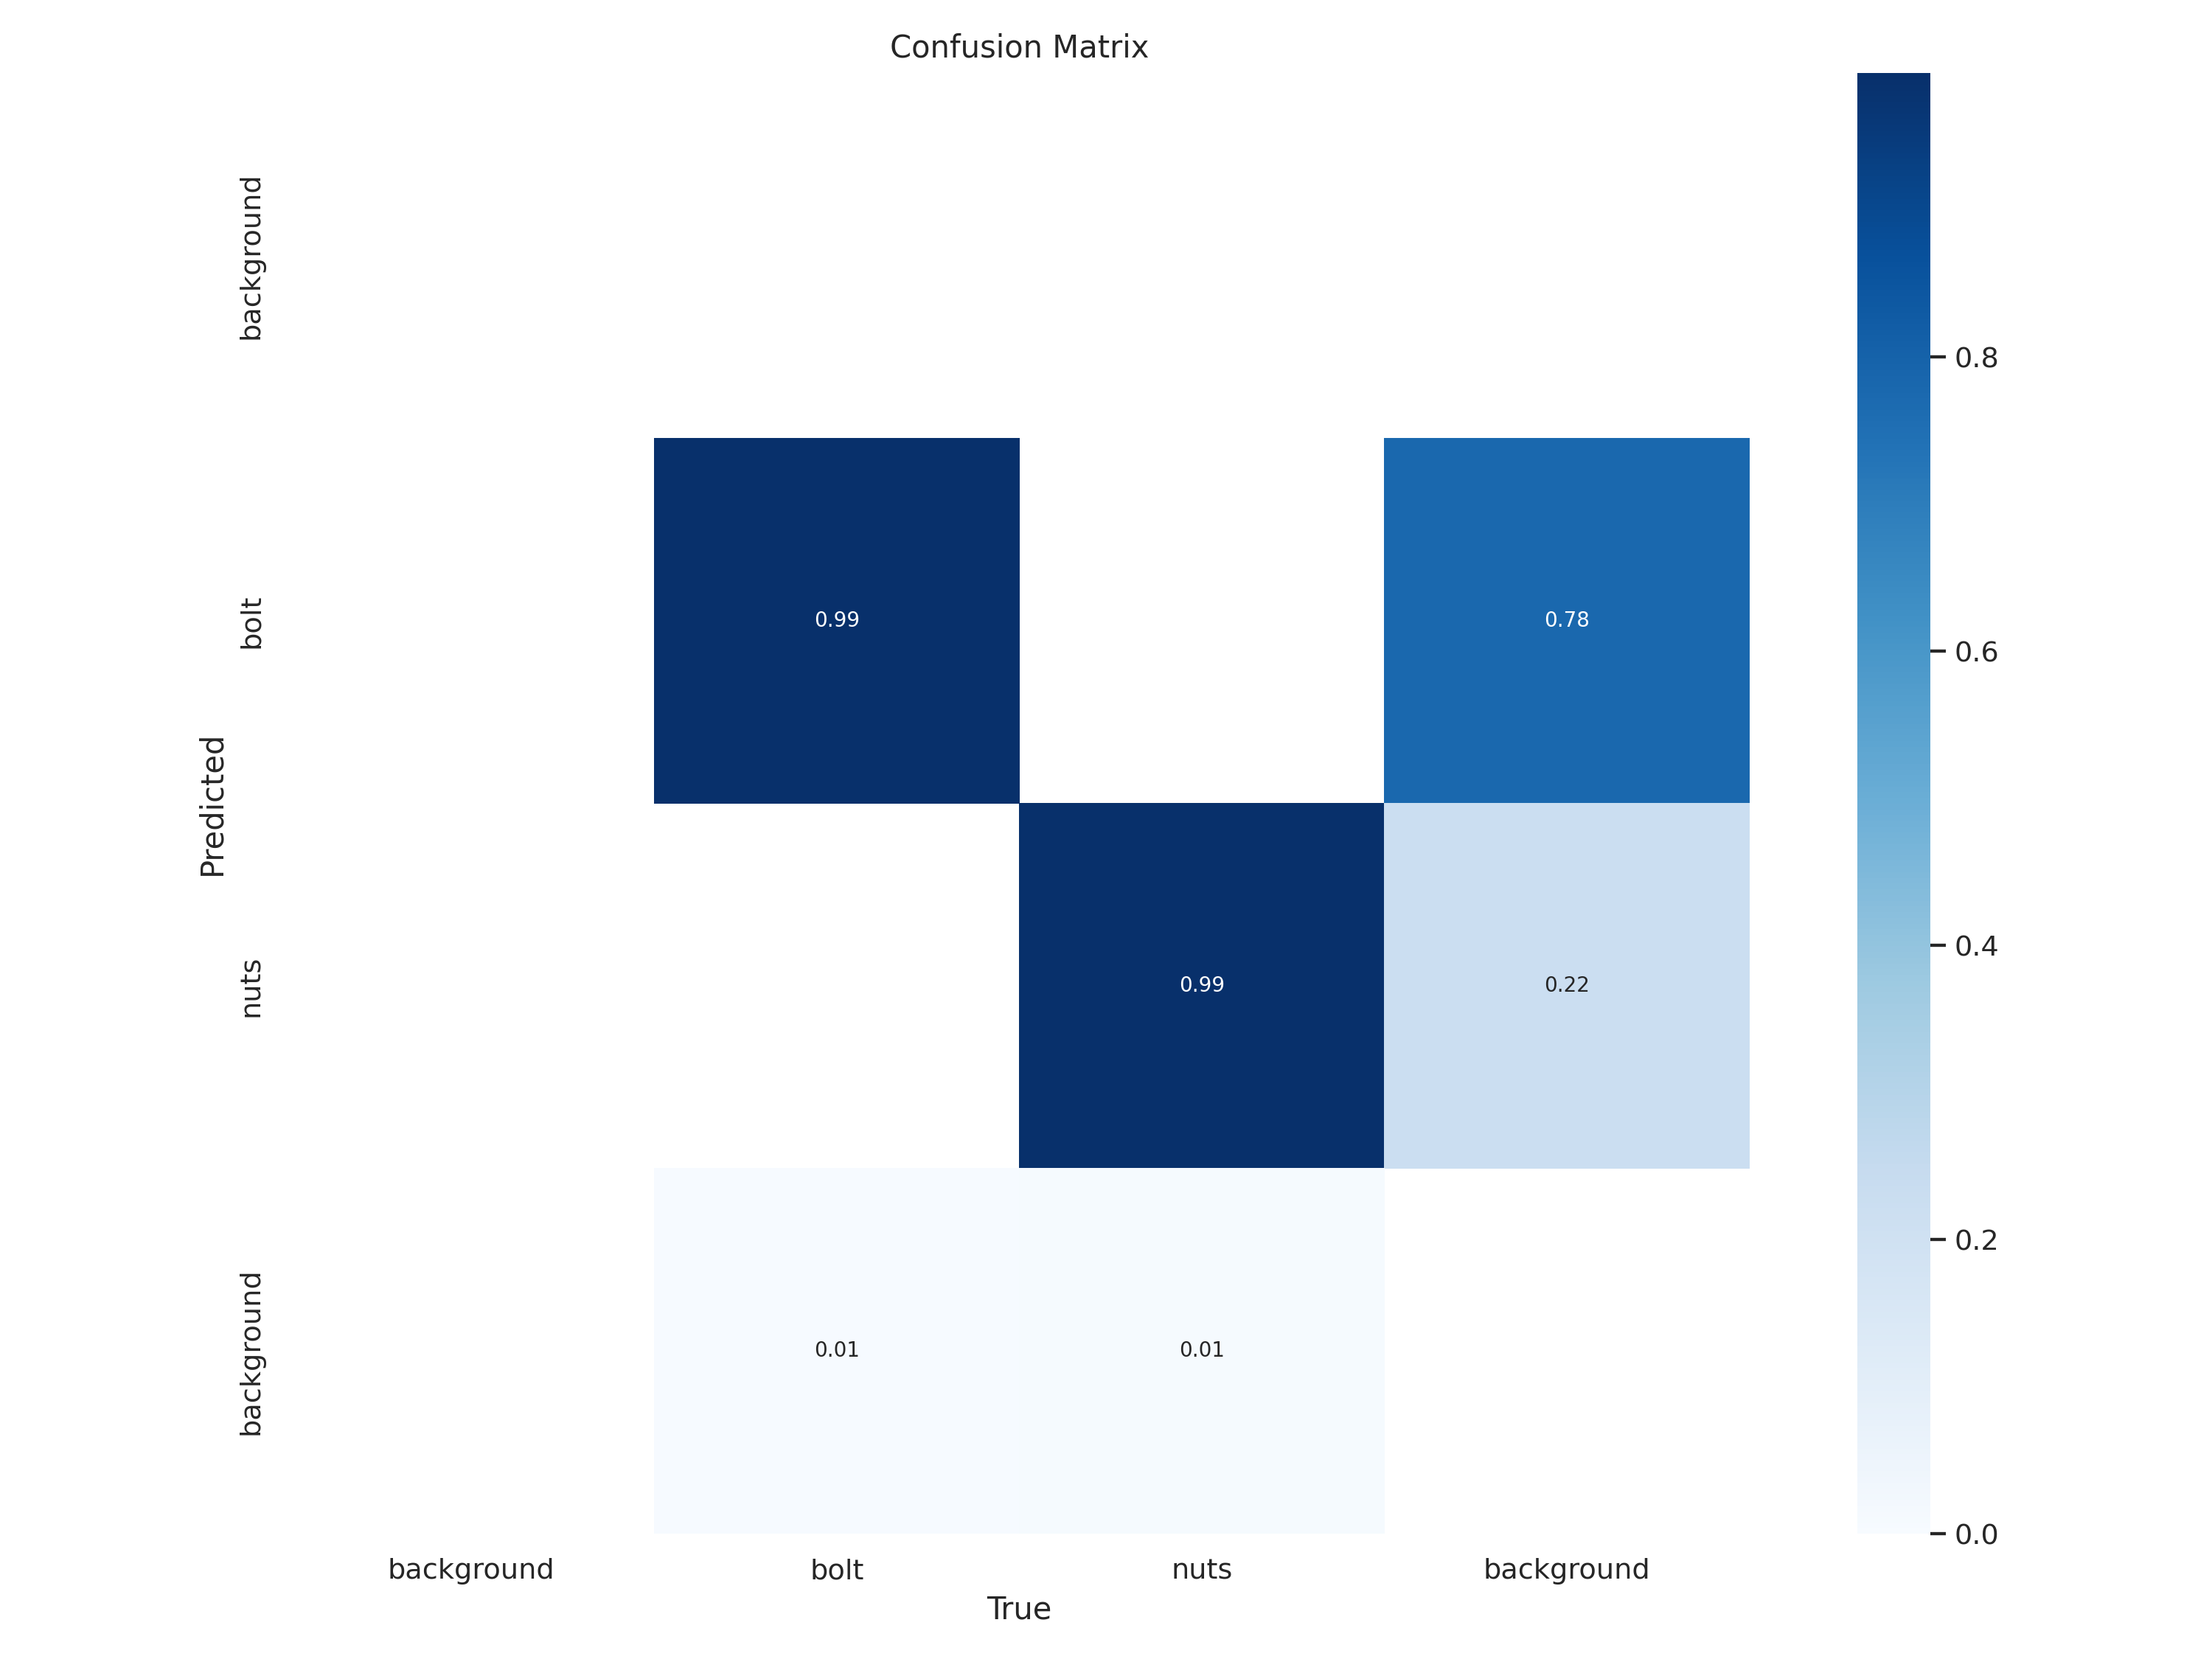 Confusion Matrix
background
bolt
nuts
background
Predicted
0.99
0.78
0.99
0.22
0.01
0.01
background
bolt
nuts
background
True
0.8
0.6
0.4
0.2
0.0